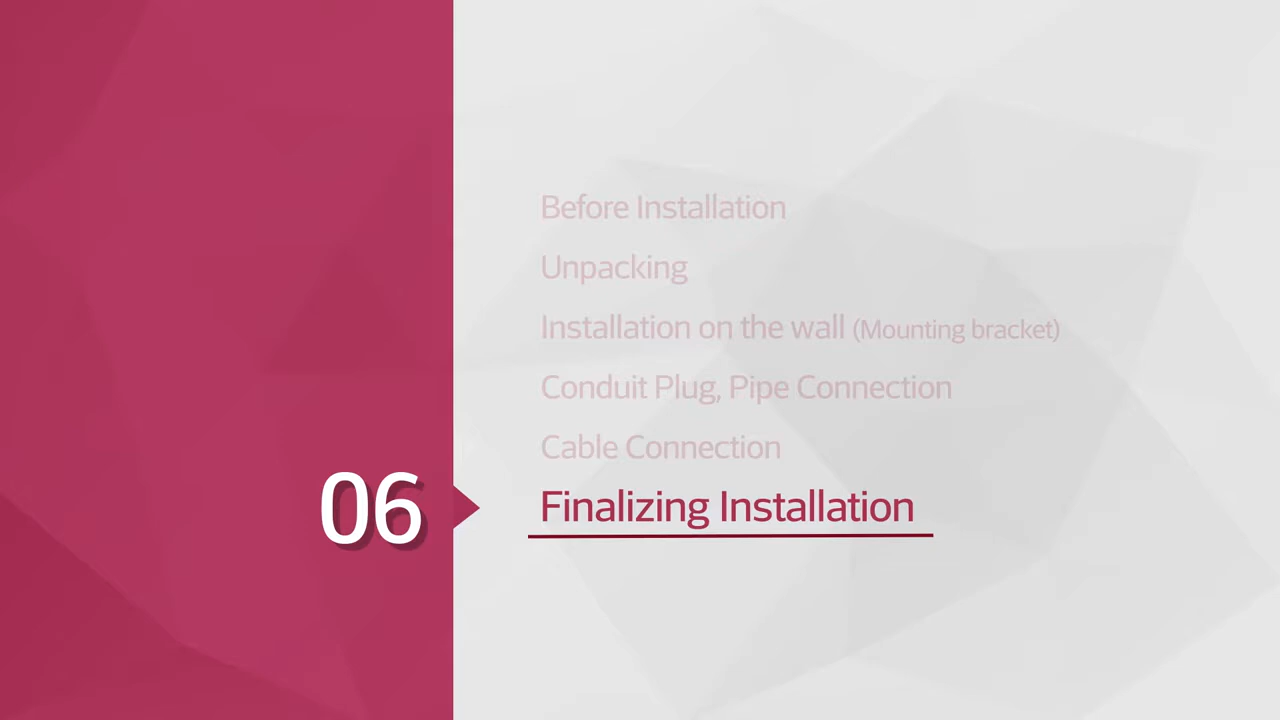 Before Installation
Unpacking
Installation on the wall (Mounting bracket)
Conduit Plug, Pipe Connection
Cable Connection
06 Finalizing Installation